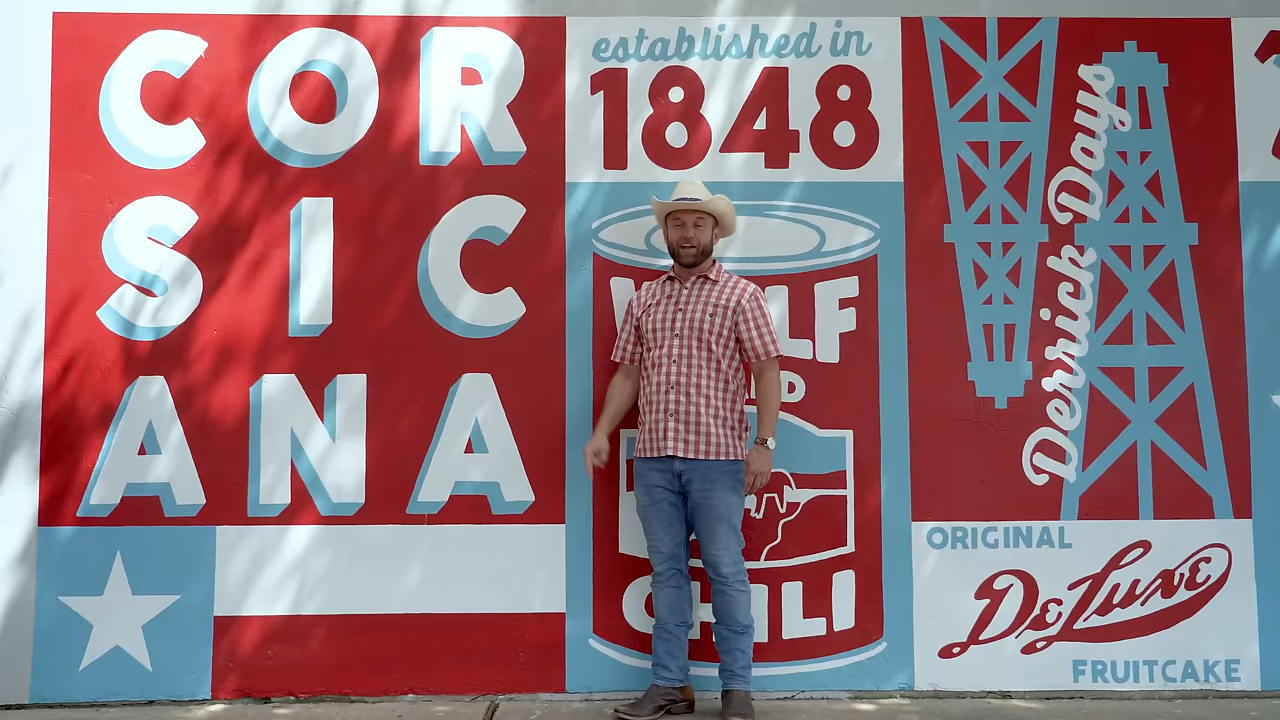 COR
SIC
ANA
established in
1848
CHILI
Derrick Days
ORIGINAL
DeLuxe
FRUITCAKE